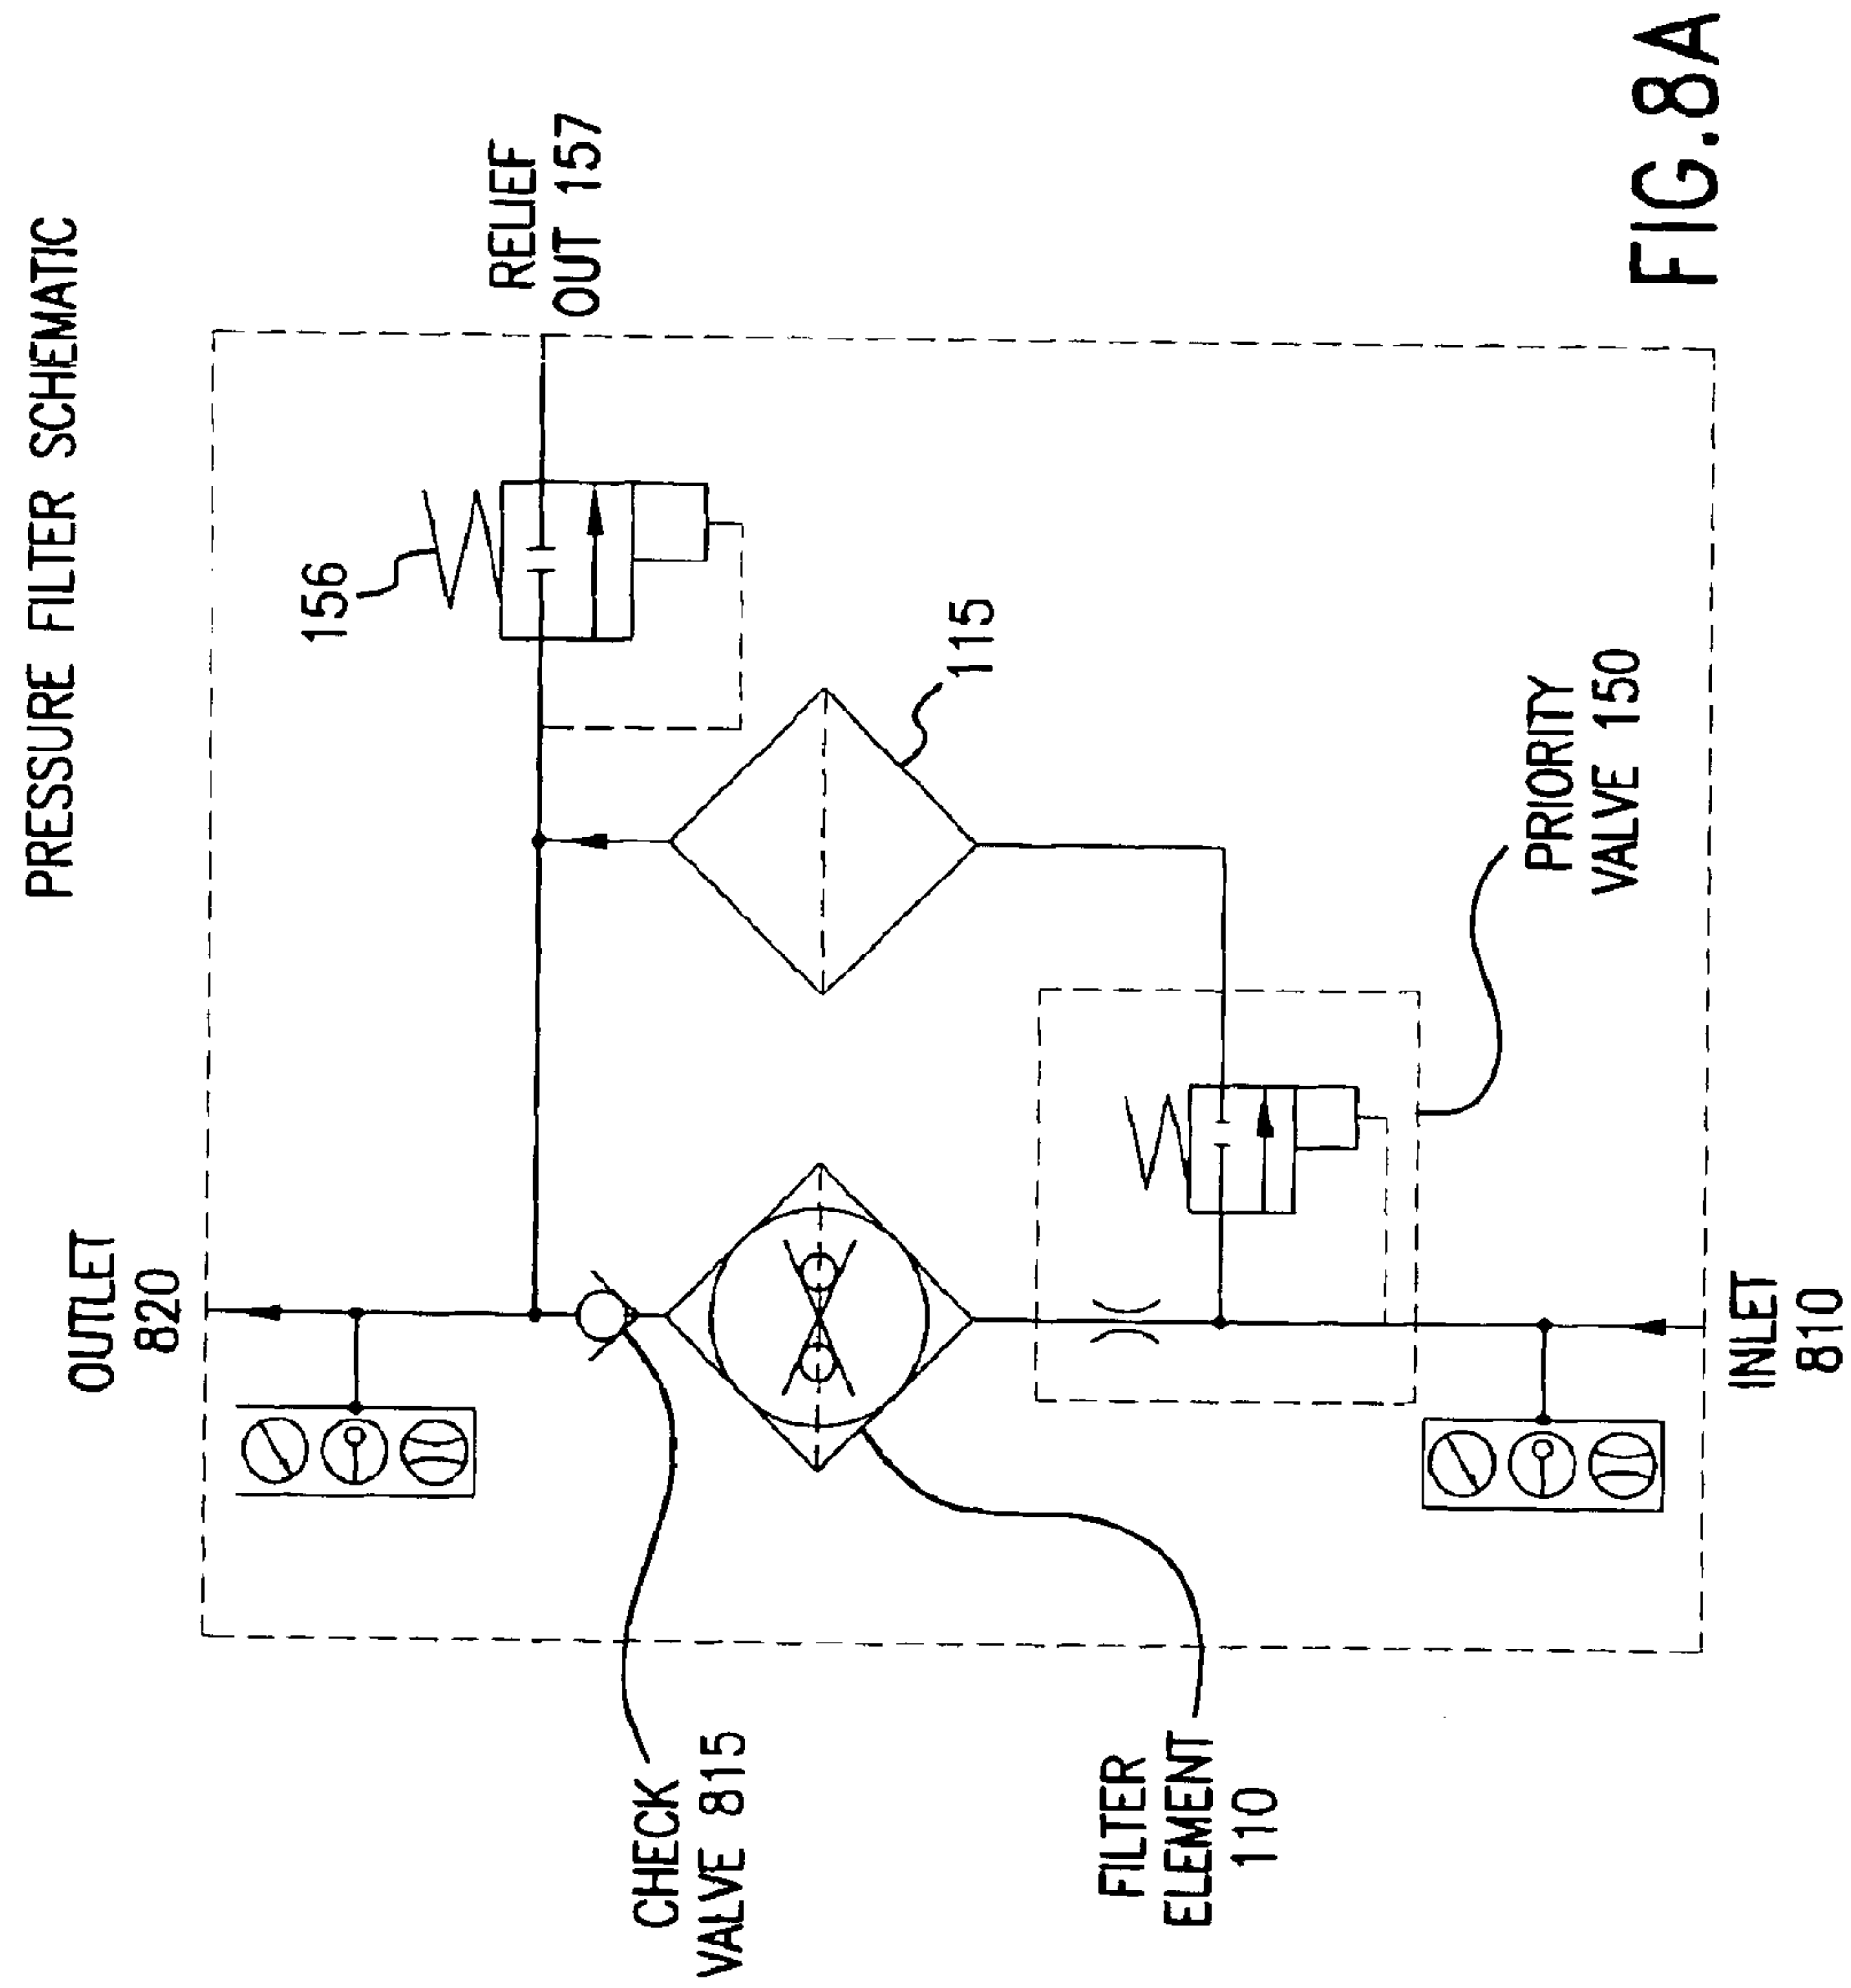 PRESSURE FILTER SCHEMATIC
OUTLET
820
156
RELIEF
OUT 157
115
CHECK
VALVE 815
FILTER
ELEMENT
110
PRIORITY
VALVE 150
INLET
810
FIG.8A